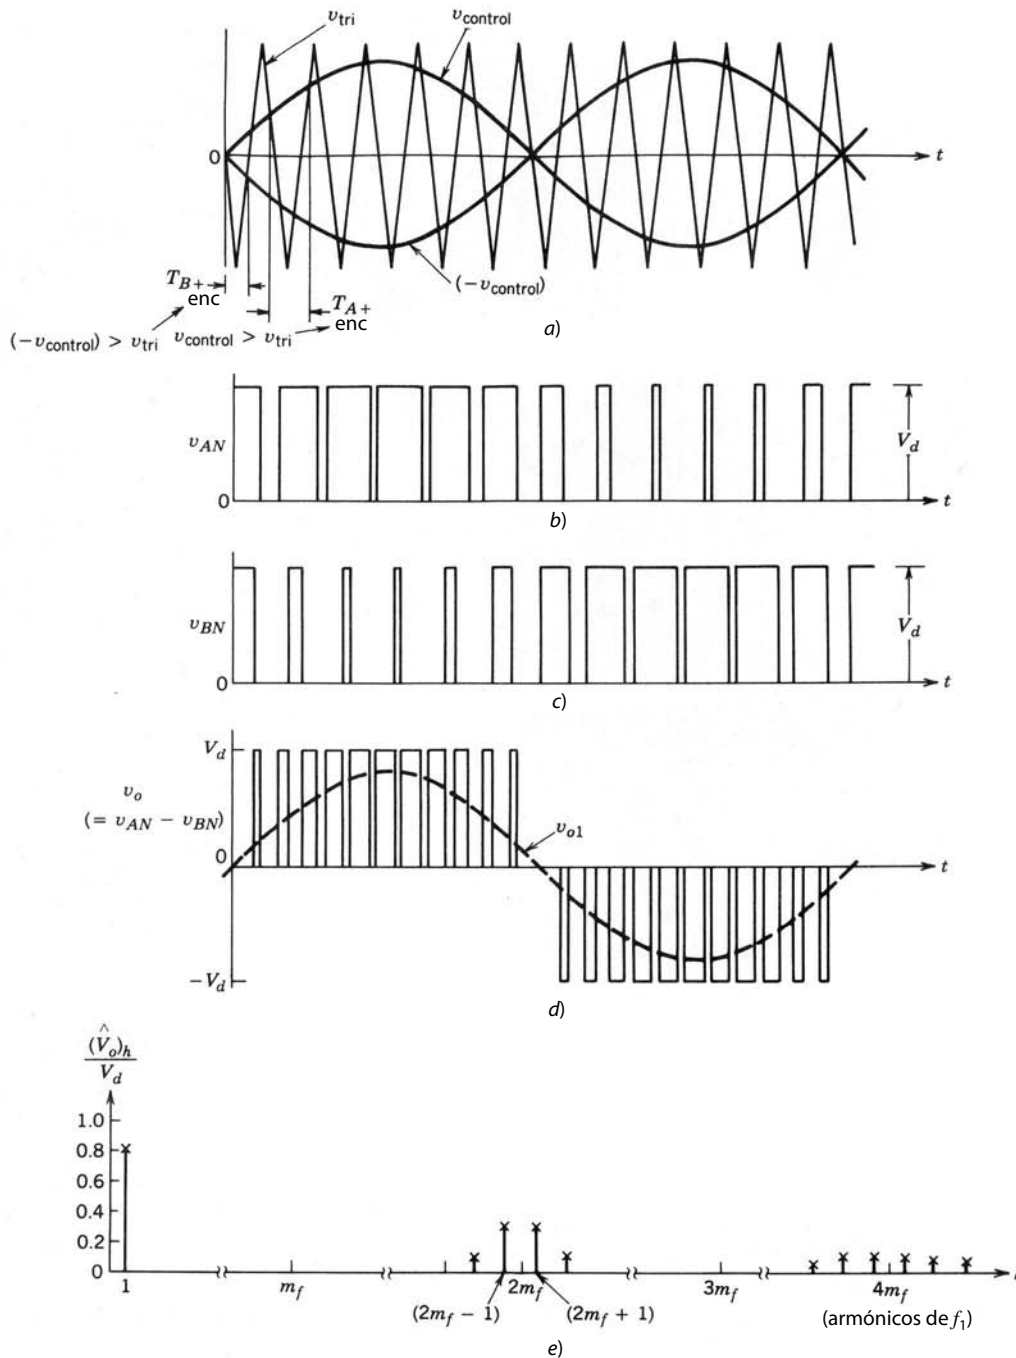 v_tri
v_control
0
t
(−v_control)
T_B+
enc
T_A+
enc
(−v_control) > v_tri
v_control > v_tri
a)
v_AN
V_d
0
t
b)
v_BN
V_d
0
t
c)
V_d
v_o
(= v_AN − v_BN)
v_o1
0
t
−V_d
d)
(V̂_o)_h
V_d
1.0
0.8
0.6
0.4
0.2
0
1
m_f
2m_f
3m_f
4m_f
(2m_f − 1)
(2m_f + 1)
(armónicos de f_1)
e)